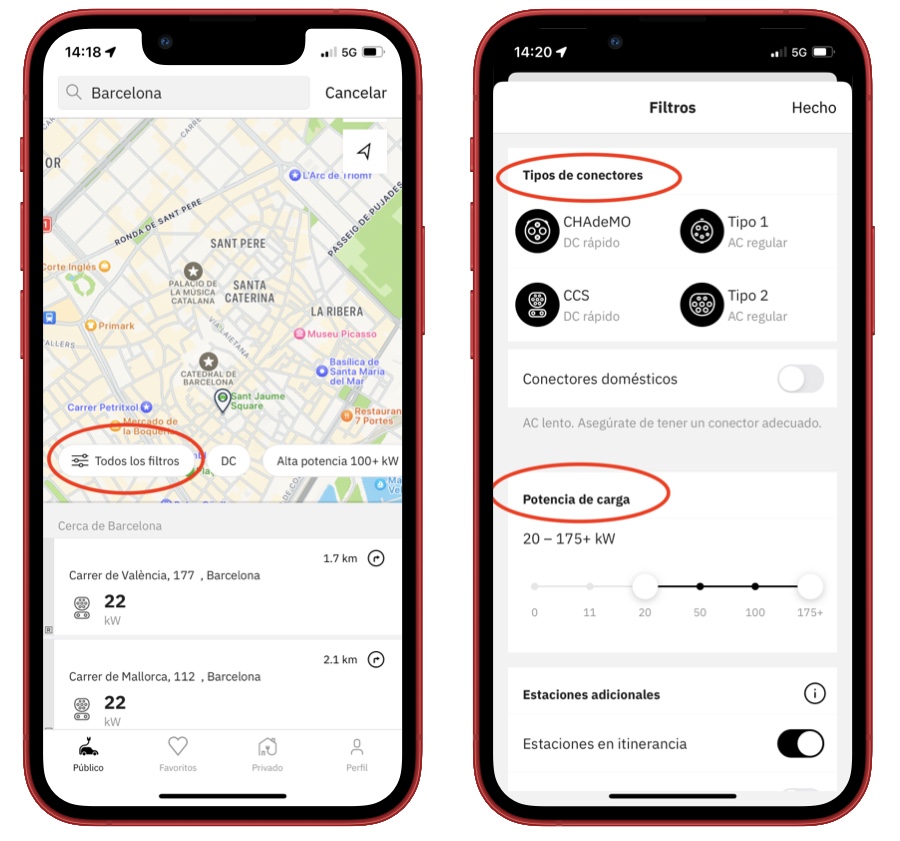 14:18
5G
Barcelona
Cancelar
CARRE
OR
L'Arc de Triomf
RONDA DE SANT PERE
PASSEIG DE PUJADES
SANT PERE
Corte Inglés
PALACIO DE
LA MÚSICA
CATALANA
SANTA
CATERINA
LA RIBERA
Primark
VIA LAIETANA
Museu Picasso
ALLERS
CATEDRAL DE
BARCELONA
Basílica de
Santa Maria
del Mar
Sant Jaume
Square
Carrer Petritxol
Mercado de
la Boqueria
Restauran
7 Portes
Todos los filtros
DC
Alta potencia 100+ kW
Cerca de Barcelona
1.7 km
Carrer de València, 177 , Barcelona
22
kW
2.1 km
Carrer de Mallorca, 112 , Barcelona
22
kW
Público
Favoritos
Privado
Perfil
14:20
5G
Filtros
Hecho
Tipos de conectores
CHAdeMO
DC rápido
Tipo 1
AC regular
CCS
DC rápido
Tipo 2
AC regular
Conectores domésticos
AC lento. Asegúrate de tener un conector adecuado.
Potencia de carga
20 – 175+ kW
0 11 20 50 100 175+
Estaciones adicionales
Estaciones en itinerancia